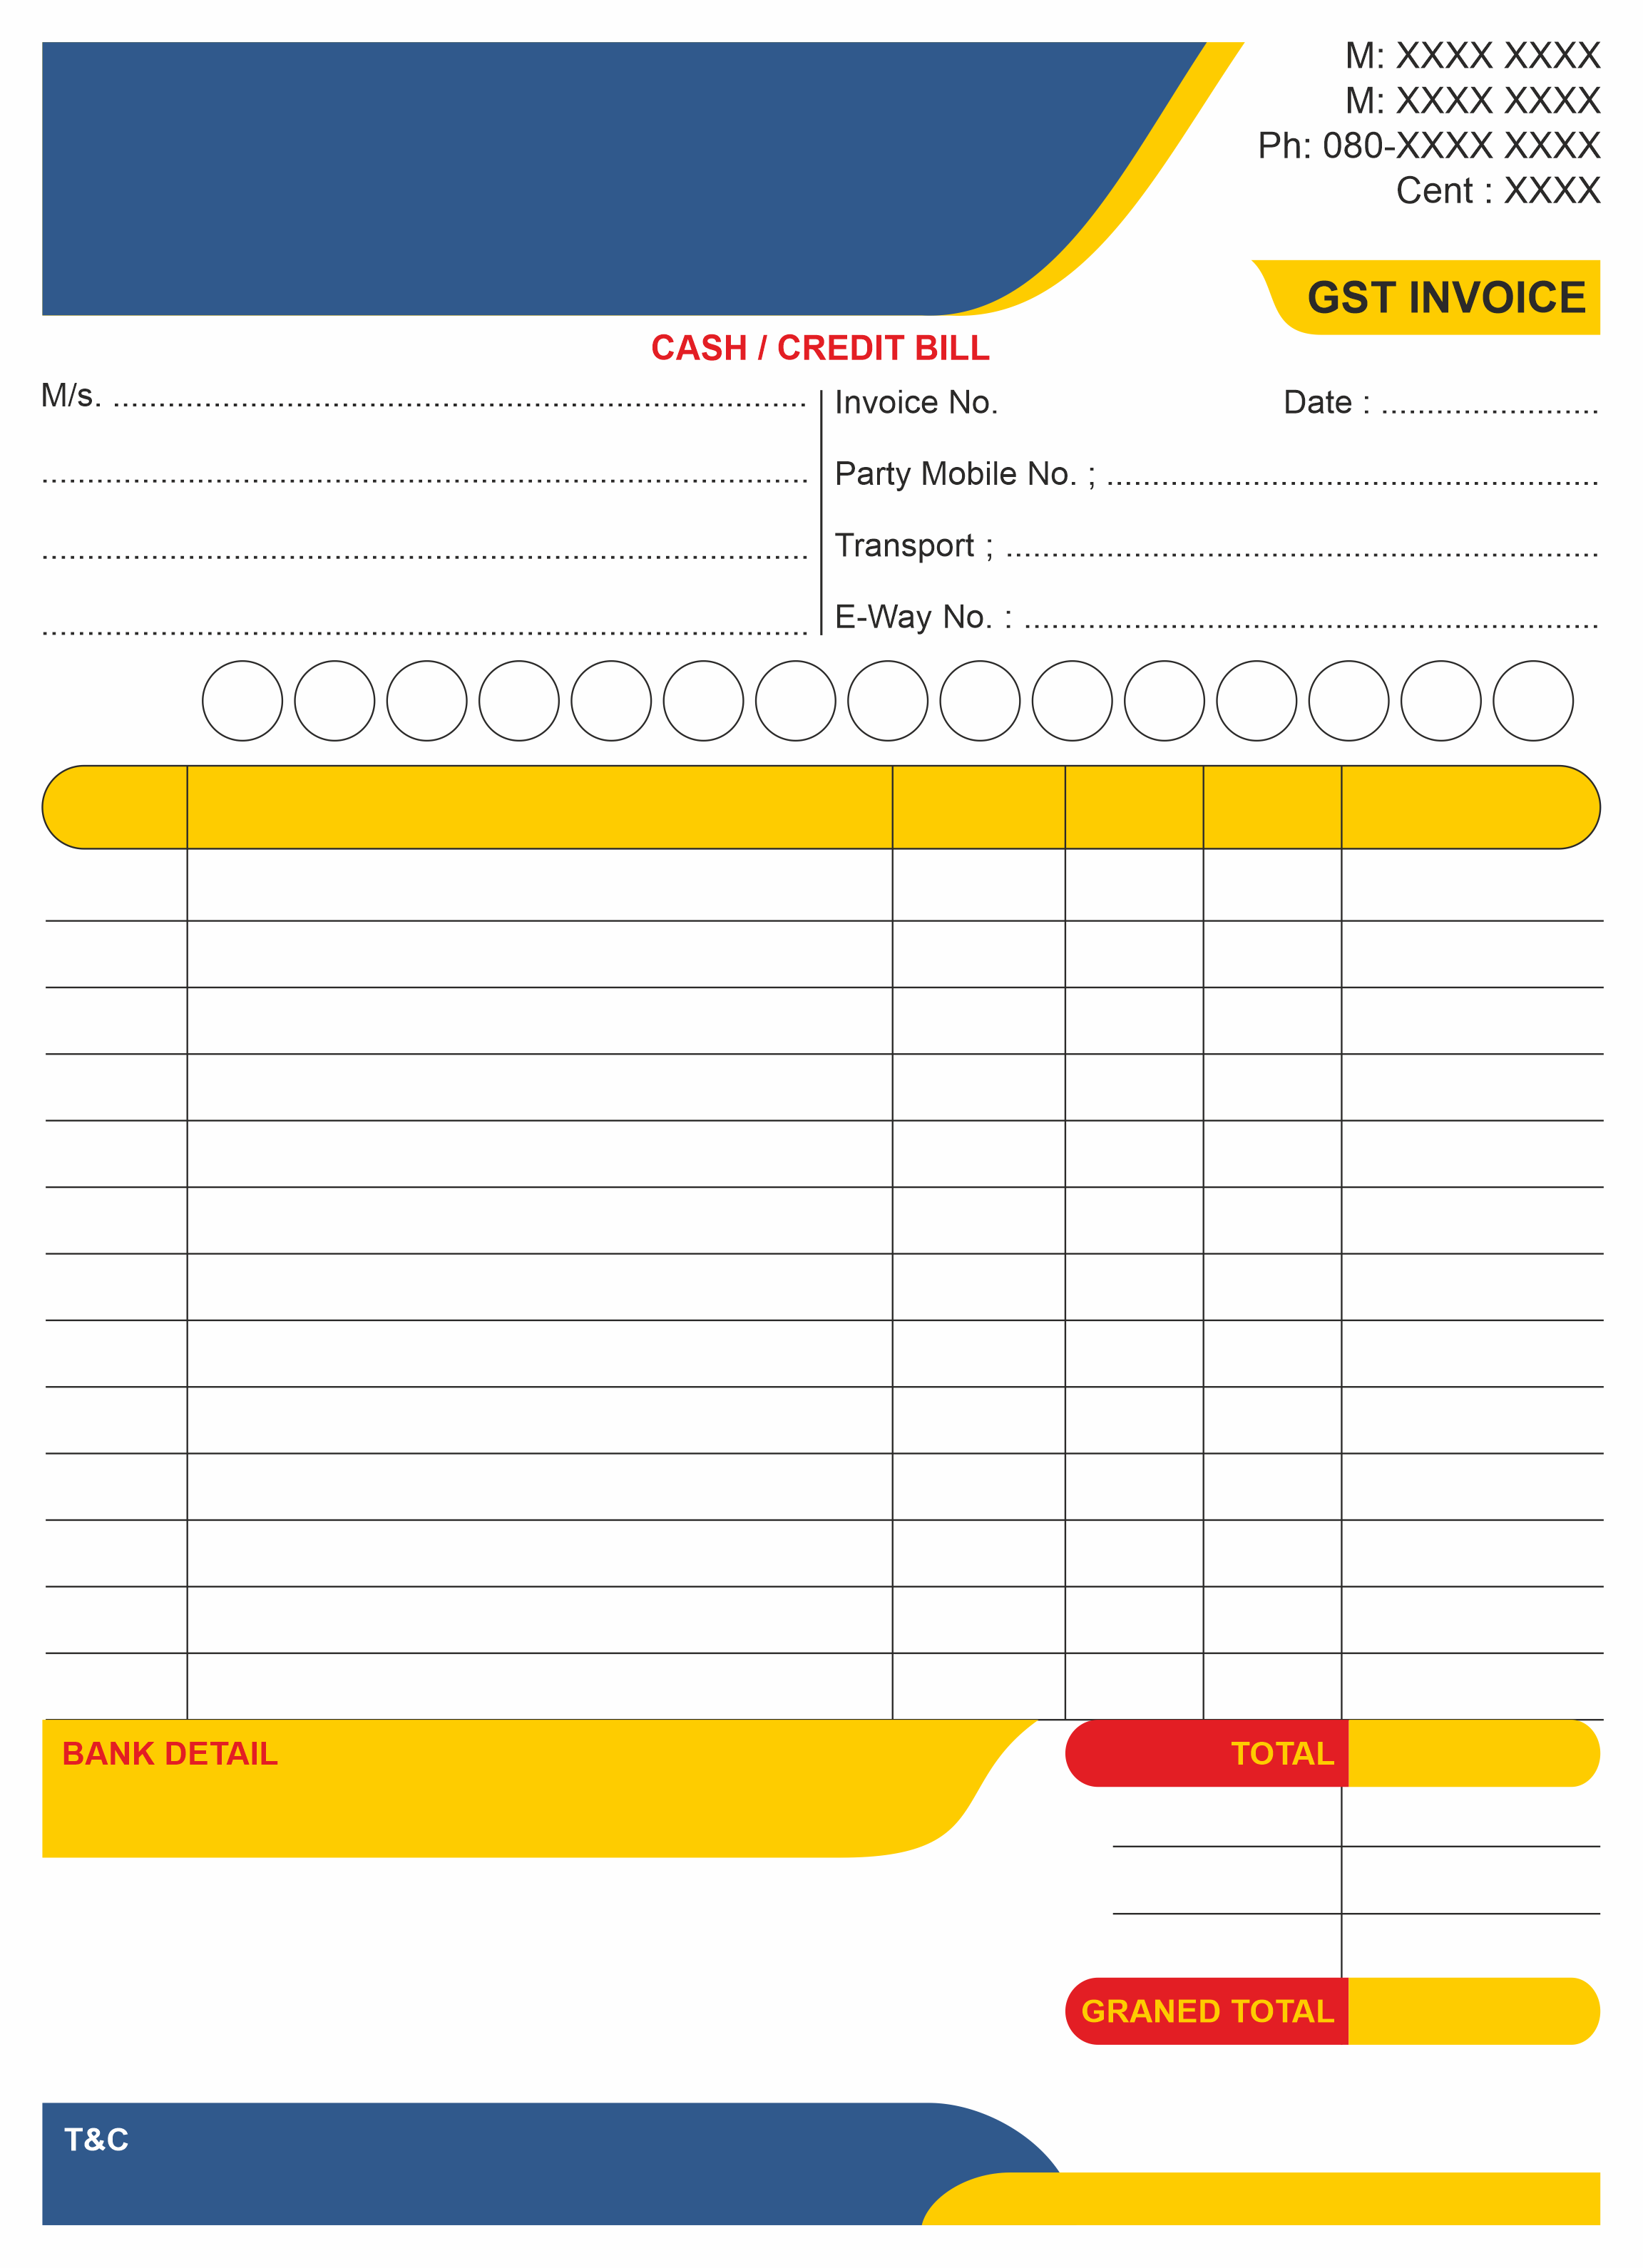 M: XXXX XXXX
M: XXXX XXXX
Ph: 080-XXXX XXXX
Cent : XXXX
GST INVOICE
CASH / CREDIT BILL
M/s. ............................................................................
Invoice No.
Date : ........................
Party Mobile No. ; ......................................................
Transport ; .................................................................
E-Way No. : ...............................................................
BANK DETAIL
TOTAL
GRANED TOTAL
T&C